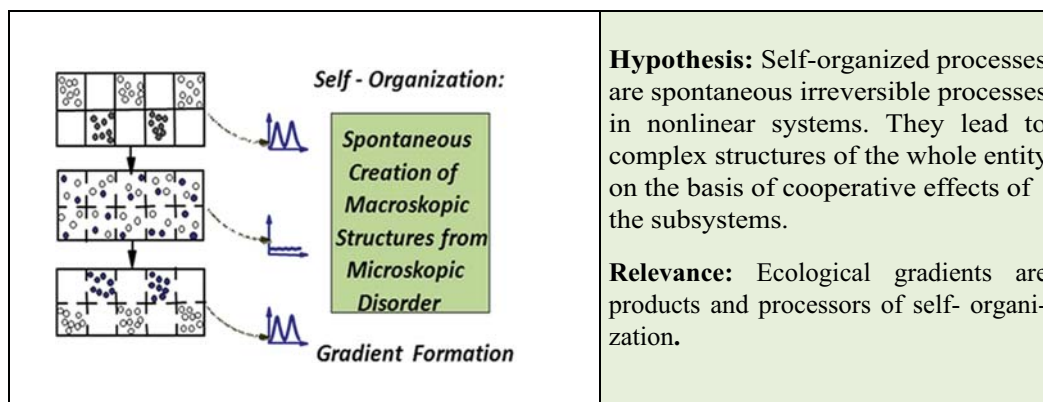 Self - Organization:
Spontaneous
Creation of
Macroskopic
Structures from
Microskopic
Disorder
Gradient Formation
Hypothesis: Self-organized processes
are spontaneous irreversible processes
in nonlinear systems. They lead to
complex structures of the whole entity
on the basis of cooperative effects of
the subsystems.
Relevance: Ecological gradients are
products and processors of self- organi-
zation.